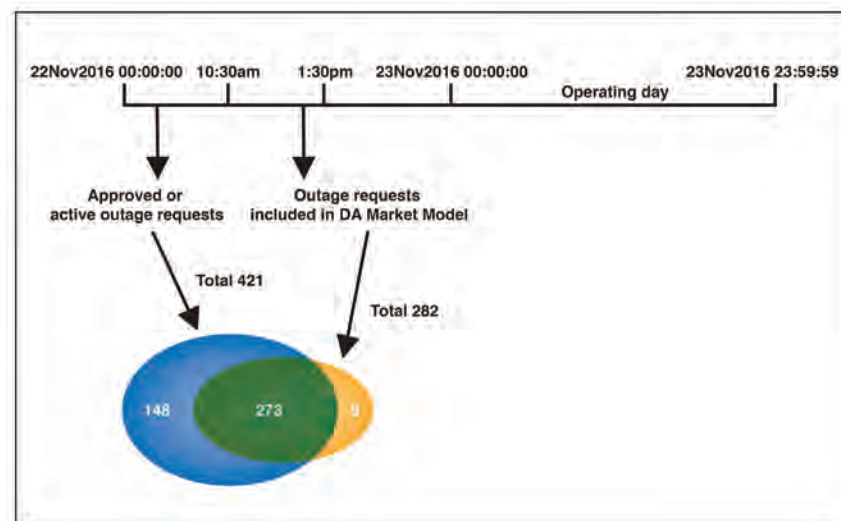 22Nov2016 00:00:00 10:30am 1:30pm 23Nov2016 00:00:00 23Nov2016 23:59:59
Operating day
Approved or
active outage requests
Outage requests
included in DA Market Model
Total 421
Total 282
148 273 9